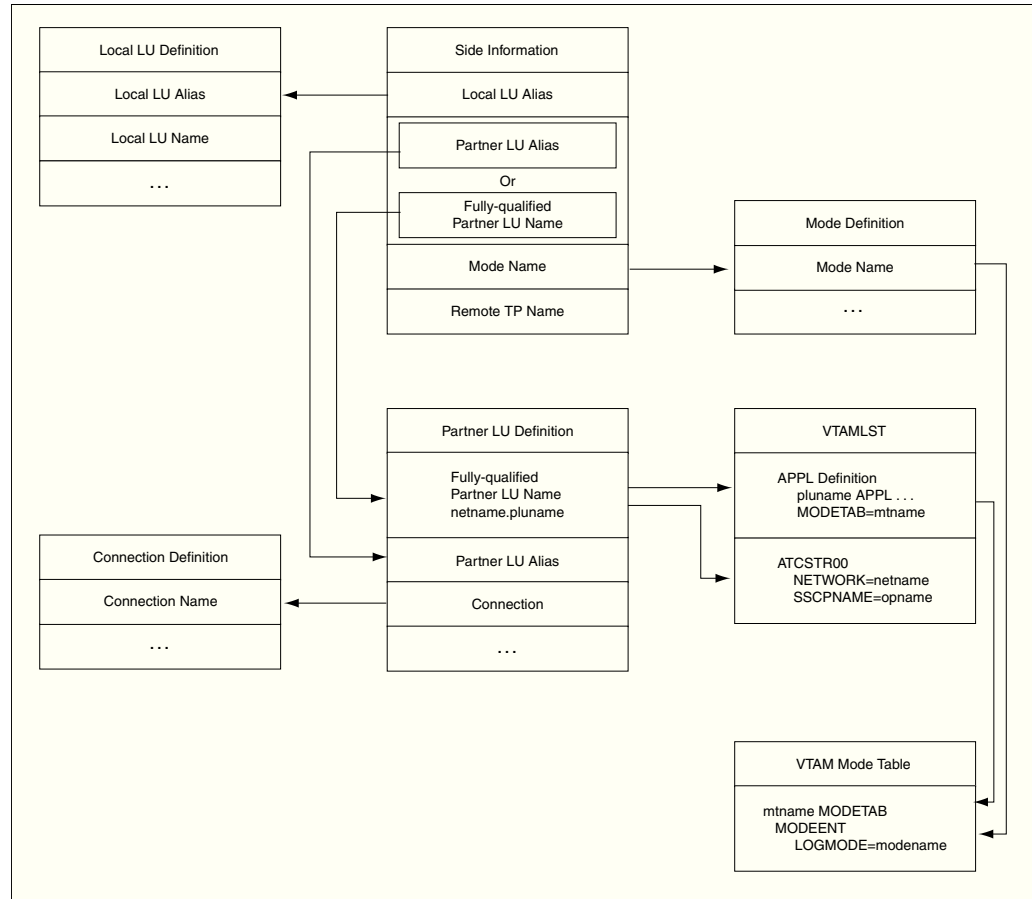 Local LU Definition
Local LU Alias
Local LU Name
. . .
Side Information
Local LU Alias
Partner LU Alias
Or
Fully-qualified
Partner LU Name
Mode Name
Remote TP Name
Mode Definition
Mode Name
. . .
Partner LU Definition
Fully-qualified
Partner LU Name
netname.pluname
Partner LU Alias
Connection
. . .
VTAMLST
APPL Definition
pluname APPL . . .
MODETAB=mtname
ATCSTR00
NETWORK=netname
SSCPNAME=opname
Connection Definition
Connection Name
. . .
VTAM Mode Table
mtname MODETAB
MODEENT
LOGMODE=modename